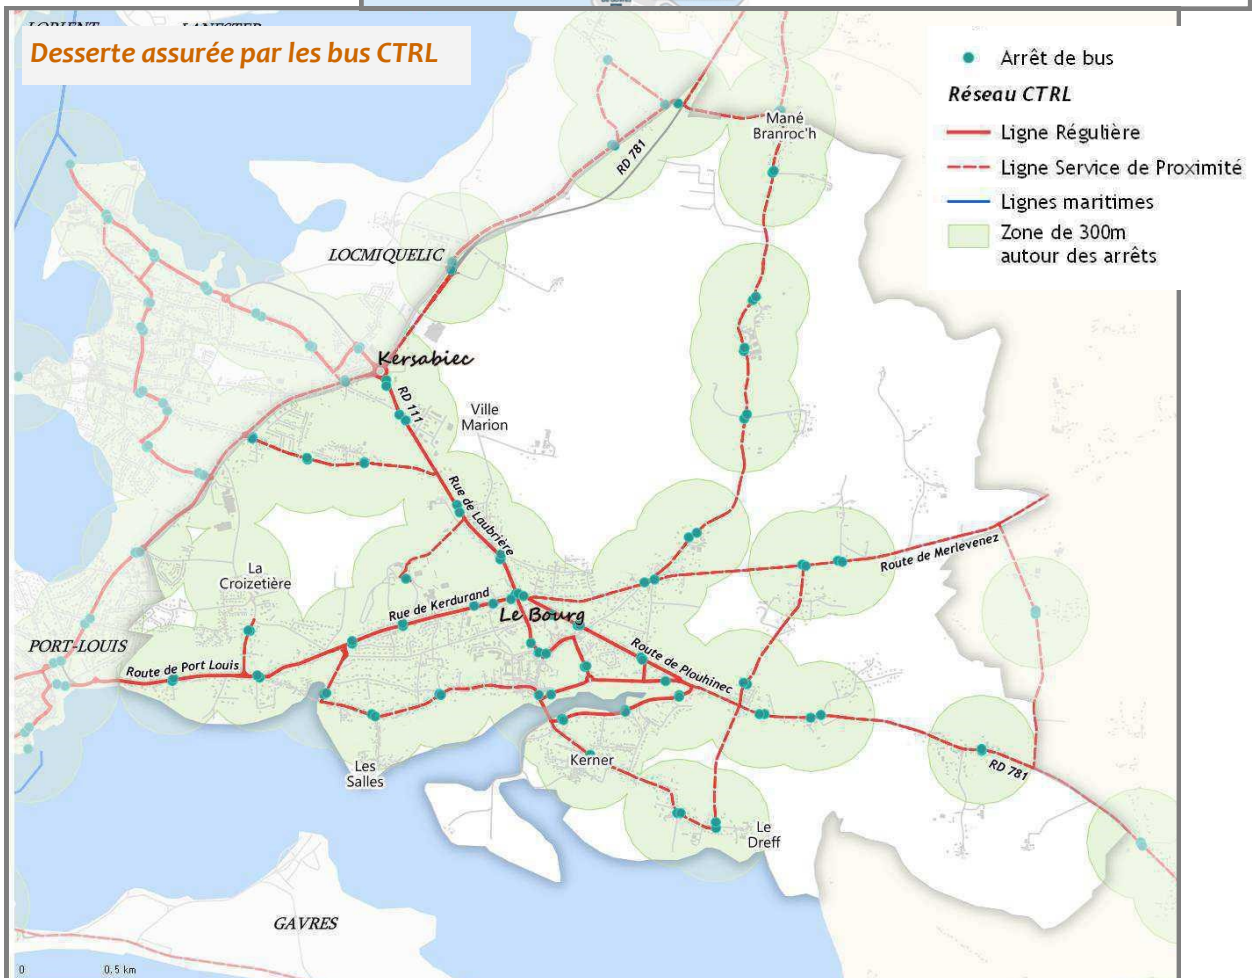 LORIENT
LANESTER
Desserte assurée par les bus CTRL
Arrêt de bus
Réseau CTRL
Ligne Régulière
Ligne Service de Proximité
Lignes maritimes
Zone de 300m
autour des arrêts
Mané
Branroc'h
RD 781
LOCMIQUELIC
Kersabiec
RD 111
Ville
Marion
Rue de Laubrière
Route de Merlevenez
La
Croizetière
Rue de Kerdurand
Le Bourg
PORT-LOUIS
Route de Port Louis
Route de Plouhinec
Les
Salles
Kerner
RD 781
Le
Dreff
GAVRES
0
0,5 km